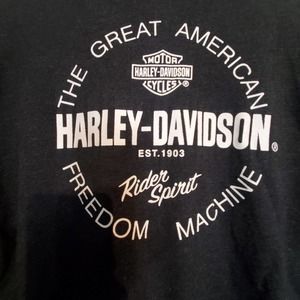 THE GREAT AMERICAN
MOTOR
HARLEY-DAVIDSON
CYCLES ®
HARLEY-DAVIDSON ®
EST. 1903
Rider
Spirit
FREEDOM MACHINE